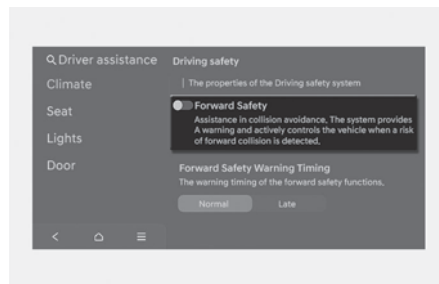 Driver assistance
Climate
Seat
Lights
Door
Driving safety
The properties of the Driving safety system
Forward Safety
Assistance in collision avoidance, The system provides
A warning and actively controls the vehicle when a risk
of forward collision is detected,
Forward Safety Warning Timing
The warning timing of the forward safety functions,
Normal
Late